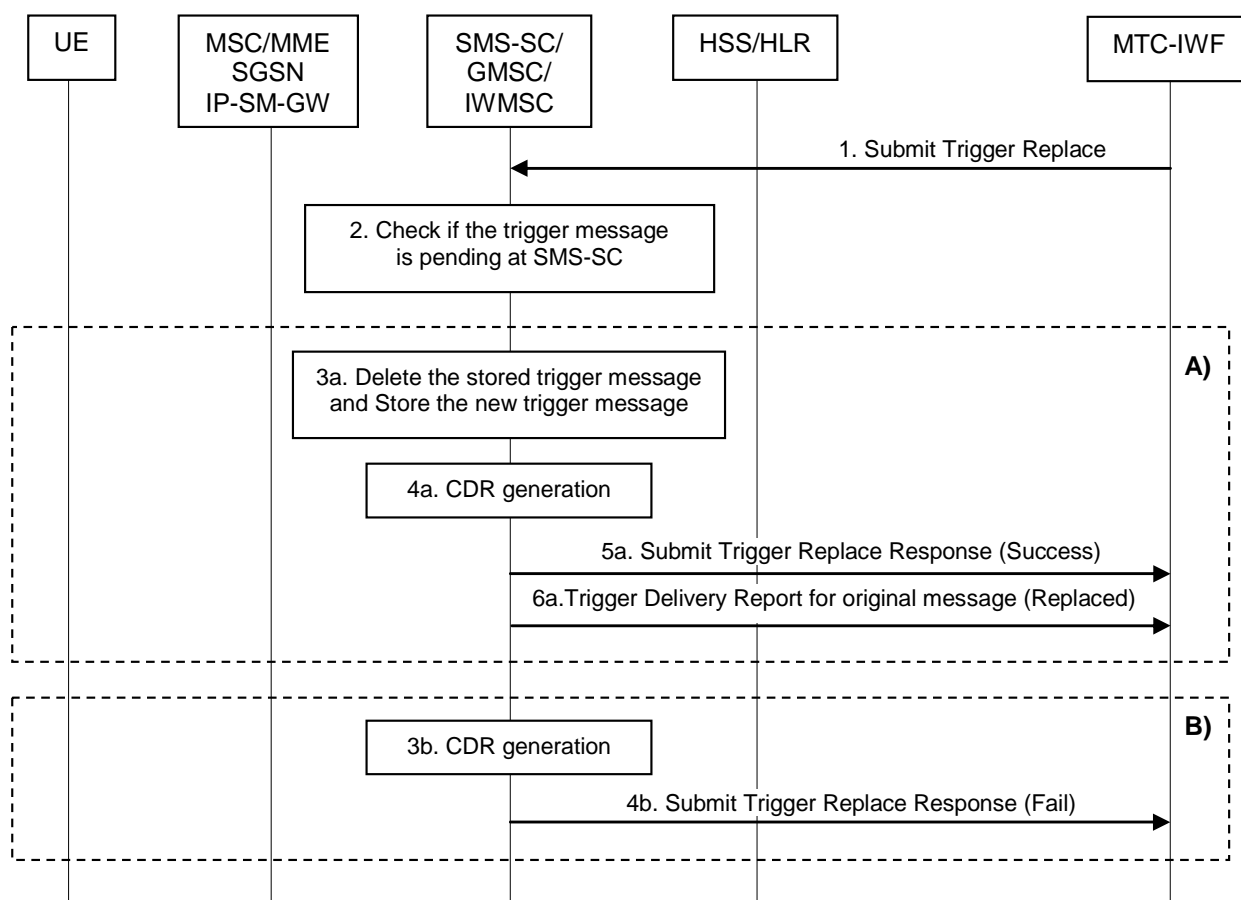 UE
MSC/MME
SGSN
IP-SM-GW
SMS-SC/
GMSC/
IWMSC
HSS/HLR
MTC-IWF
1. Submit Trigger Replace
2. Check if the trigger message
is pending at SMS-SC
A)
3a. Delete the stored trigger message
and Store the new trigger message
4a. CDR generation
5a. Submit Trigger Replace Response (Success)
6a.Trigger Delivery Report for original message (Replaced)
B)
3b. CDR generation
4b. Submit Trigger Replace Response (Fail)